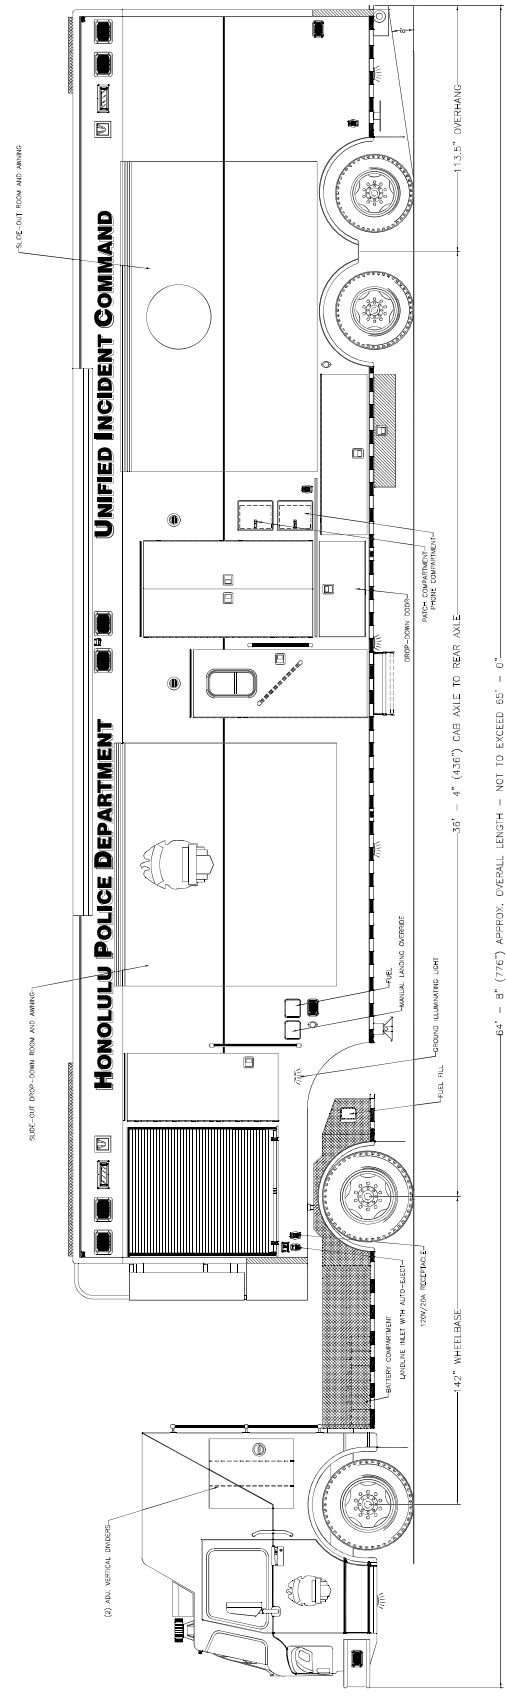 SLIDE-OUT DROP-DOWN ROOM AND AWNING
SLIDE-OUT ROOM AND AWNING
(2) ADJ. VERTICAL DIVIDERS
HONOLULU POLICE DEPARTMENT
UNIFIED INCIDENT COMMAND
BATTERY COMPARTMENT
LANDLINE INLET WITH AUTO-EJECT
120V/20A RECEPTACLE
FUEL FILL
GROUND ILLUMINATING LIGHT
MANUAL LANDING OVERRIDE
FUEL
DROP-DOWN DOOR
PATCH COMPARTMENT
PHONE COMPARTMENT
142" WHEELBASE
36' - 4" (436") CAB AXLE TO REAR AXLE
113.5" OVERHANG
64' - 8" (776") APPROX. OVERALL LENGTH - NOT TO EXCEED 65' - 0"